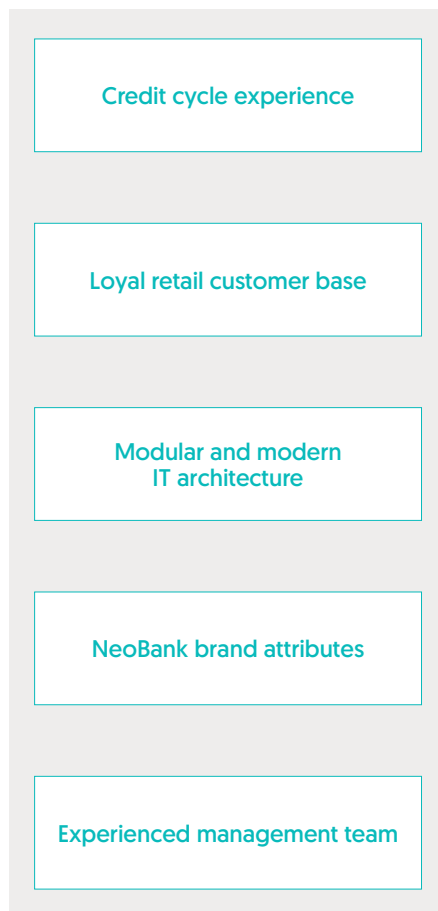 Credit cycle experience
Loyal retail customer base
Modular and modern
IT architecture
NeoBank brand attributes
Experienced management team